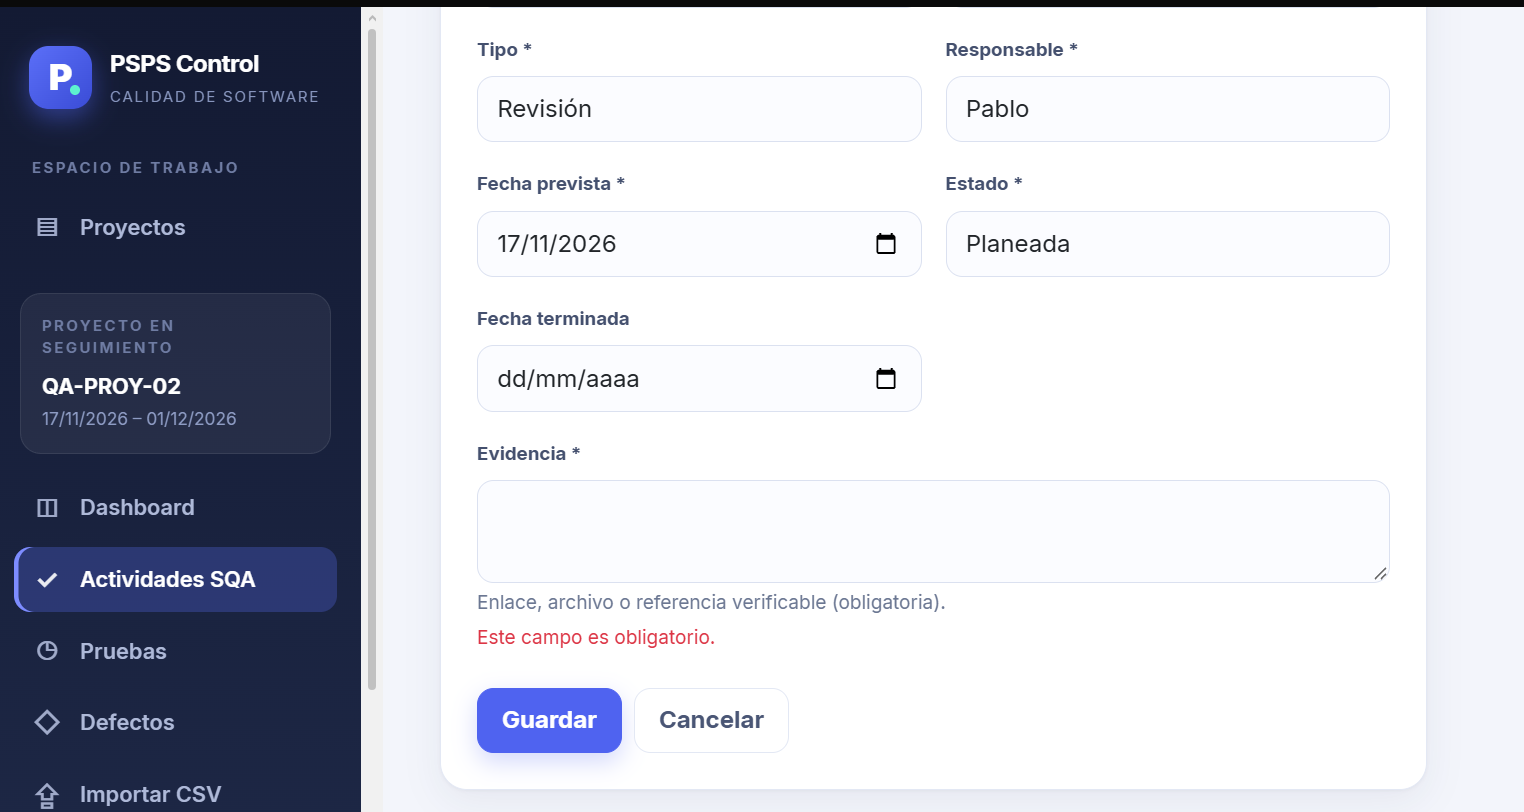 P.
PSPS Control
CALIDAD DE SOFTWARE
ESPACIO DE TRABAJO
Proyectos
PROYECTO EN
SEGUIMIENTO
QA-PROY-02
17/11/2026 – 01/12/2026
Dashboard
Actividades SQA
Pruebas
Defectos
Importar CSV
Tipo *
Responsable *
Revisión
Pablo
Fecha prevista *
Estado *
17/11/2026
Planeada
Fecha terminada
dd/mm/aaaa
Evidencia *
Enlace, archivo o referencia verificable (obligatoria).
Este campo es obligatorio.
Guardar
Cancelar